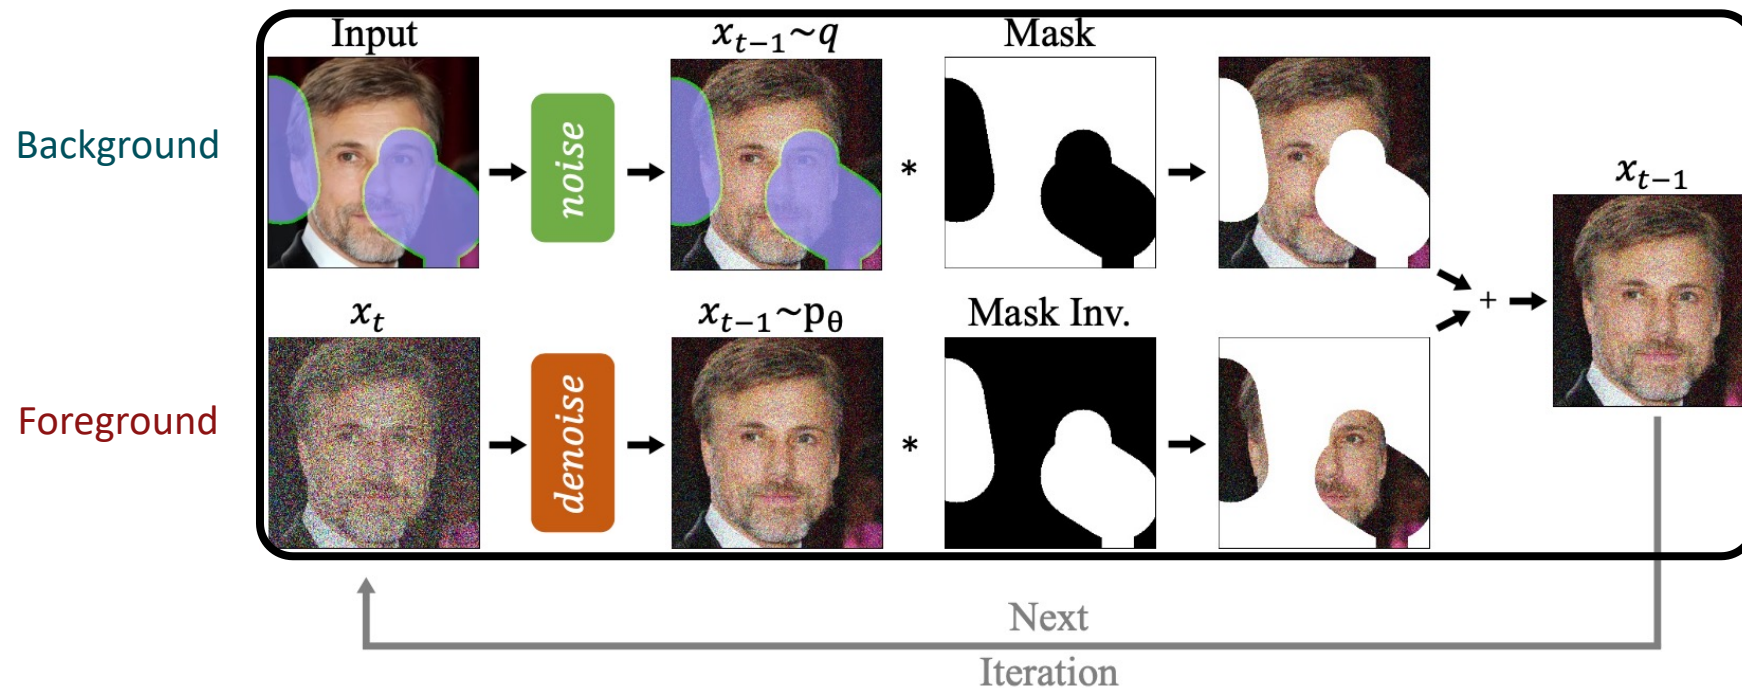 Input
x_{t−1}~q
Mask
Background
noise
*
x_{t−1}
x_t
x_{t−1}~p_θ
Mask Inv.
+
Foreground
denoise
*
Next
Iteration